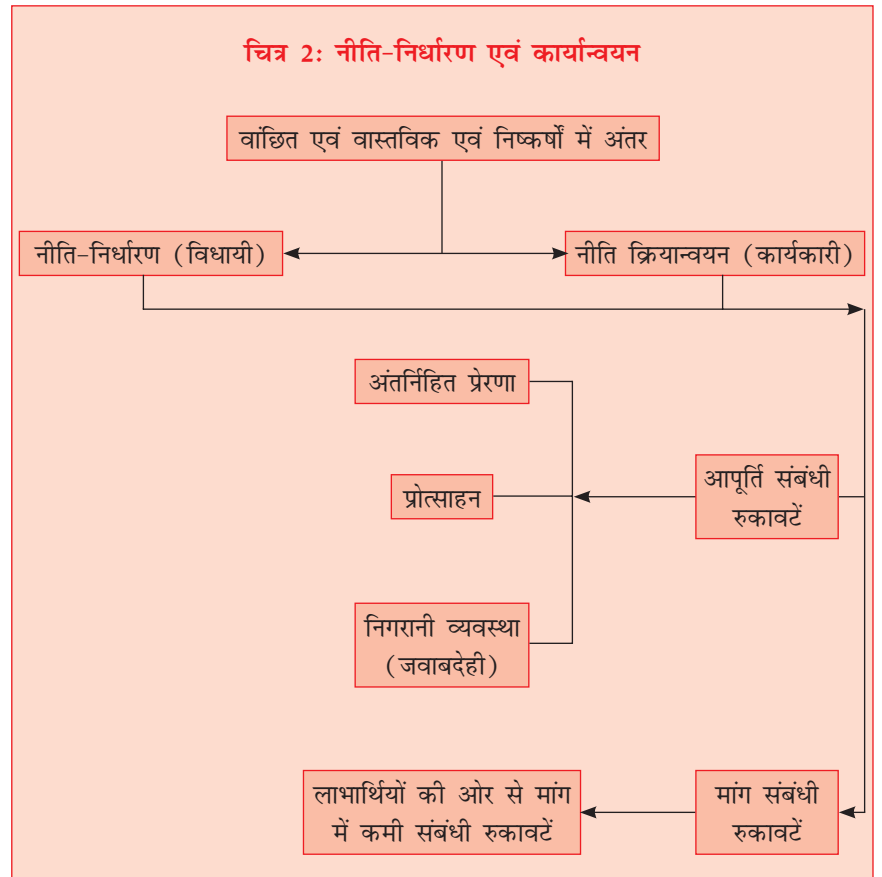 चित्र 2: नीति-निर्धारण एवं कार्यान्वयन
वांछित एवं वास्तविक एवं निष्कर्षों में अंतर
नीति-निर्धारण (विधायी)
नीति क्रियान्वयन (कार्यकारी)
अंतर्निहित प्रेरणा
प्रोत्साहन
आपूर्ति संबंधी
रुकावटें
निगरानी व्यवस्था
(जवाबदेही)
लाभार्थियों की ओर से मांग
में कमी संबंधी रुकावटें
मांग संबंधी
रुकावटें